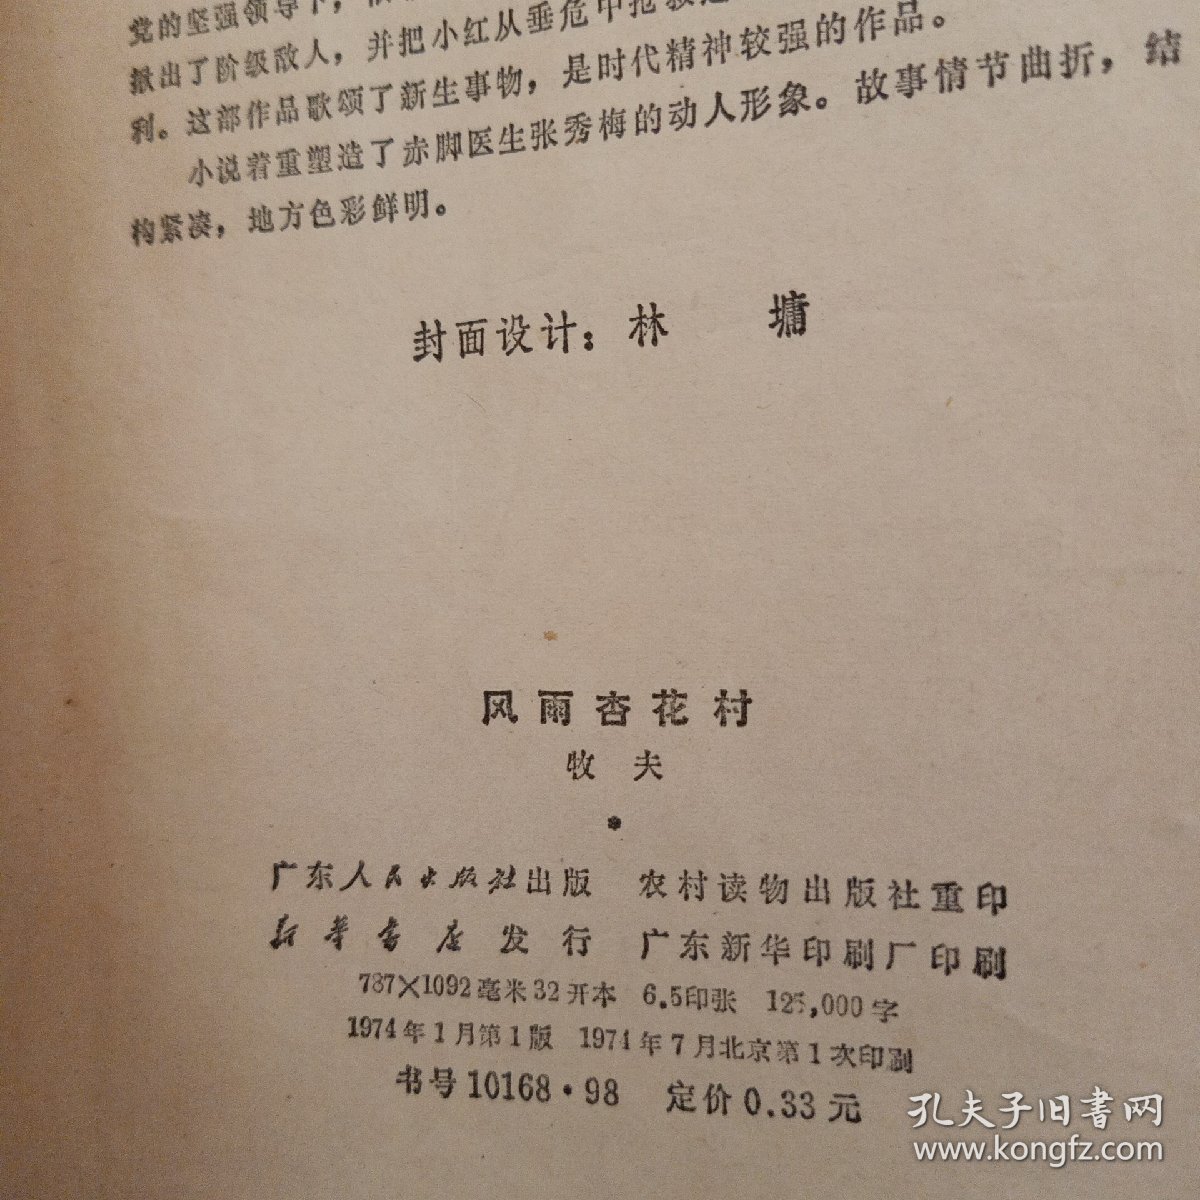 党的坚强领导下，
揪出了阶级敌人，并把小红从垂危中抢救过
利。这部作品歌颂了新生事物，是时代精神较强的作品。
小说着重塑造了赤脚医生张秀梅的动人形象。故事情节曲折，结
构紧凑，地方色彩鲜明。
封面设计：林 墉
风雨杏花村
牧 夫
广东人民出版社出版 农村读物出版社重印
新华书店发行 广东新华印刷厂印刷
787×1092毫米32开本 6.5印张 125,000字
1974年1月第1版 1974年7月北京第1次印刷
书号10168·98 定价0.33元
孔夫子旧书网
www.kongfz.com